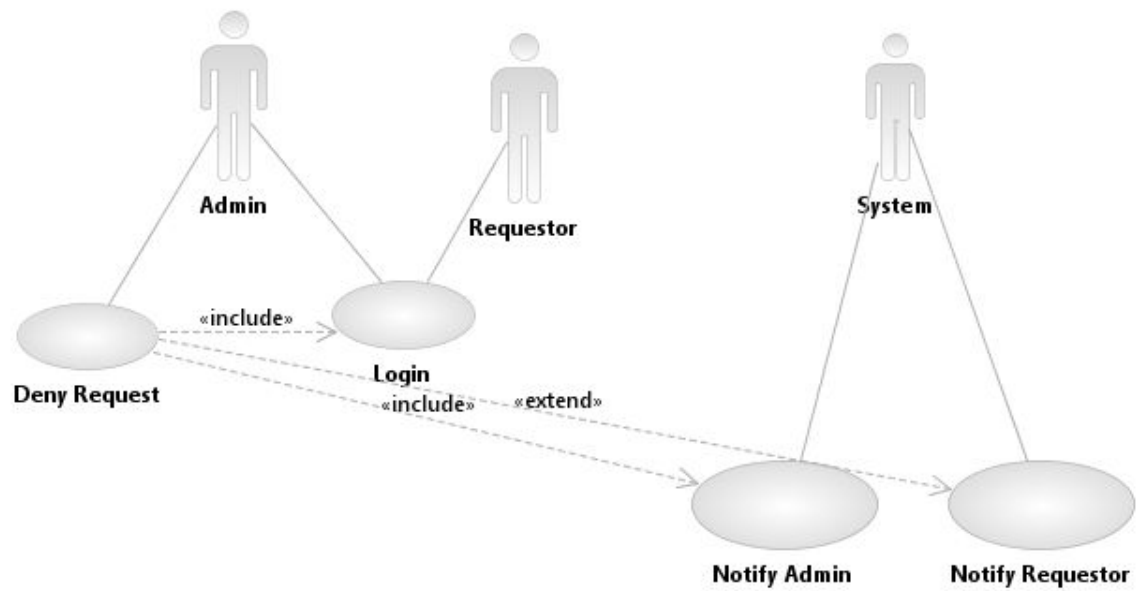 Admin
Requestor
System
«include»
Login
Deny Request
«include»
«extend»
Notify Admin
Notify Requestor